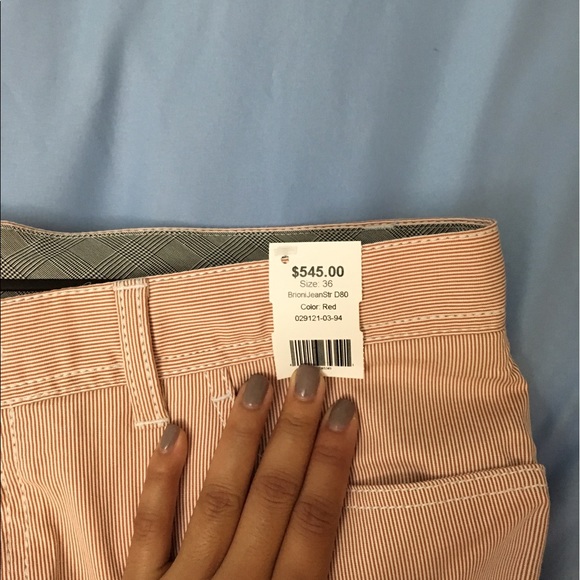 $545.00
Size: 36
BrioniJeanStr D80
Color: Red
029121-03-94